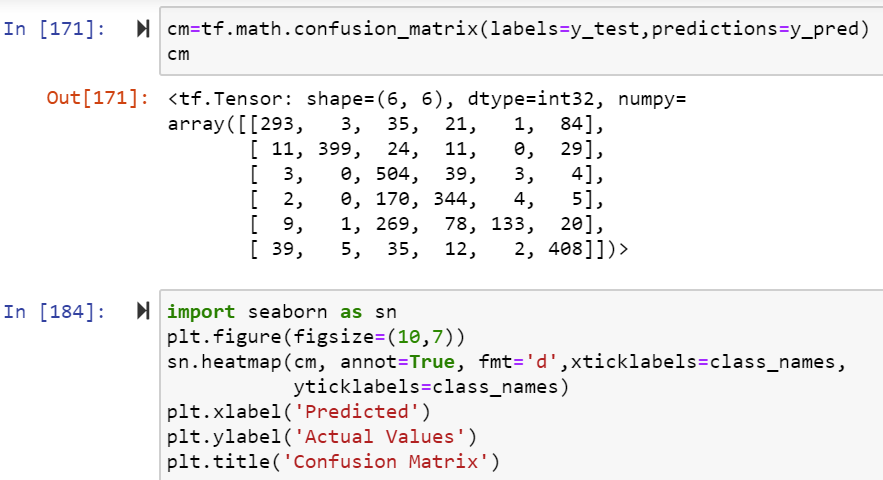 In [171]: cm=tf.math.confusion_matrix(labels=y_test,predictions=y_pred)
cm
Out[171]: <tf.Tensor: shape=(6, 6), dtype=int32, numpy=
array([[293,   3,  35,  21,   1,  84],
       [ 11, 399,  24,  11,   0,  29],
       [  3,   0, 504,  39,   3,   4],
       [  2,   0, 170, 344,   4,   5],
       [  9,   1, 269,  78, 133,  20],
       [ 39,   5,  35,  12,   2, 408]])>
In [184]: import seaborn as sn
plt.figure(figsize=(10,7))
sn.heatmap(cm, annot=True, fmt='d',xticklabels=class_names,
           yticklabels=class_names)
plt.xlabel('Predicted')
plt.ylabel('Actual Values')
plt.title('Confusion Matrix')